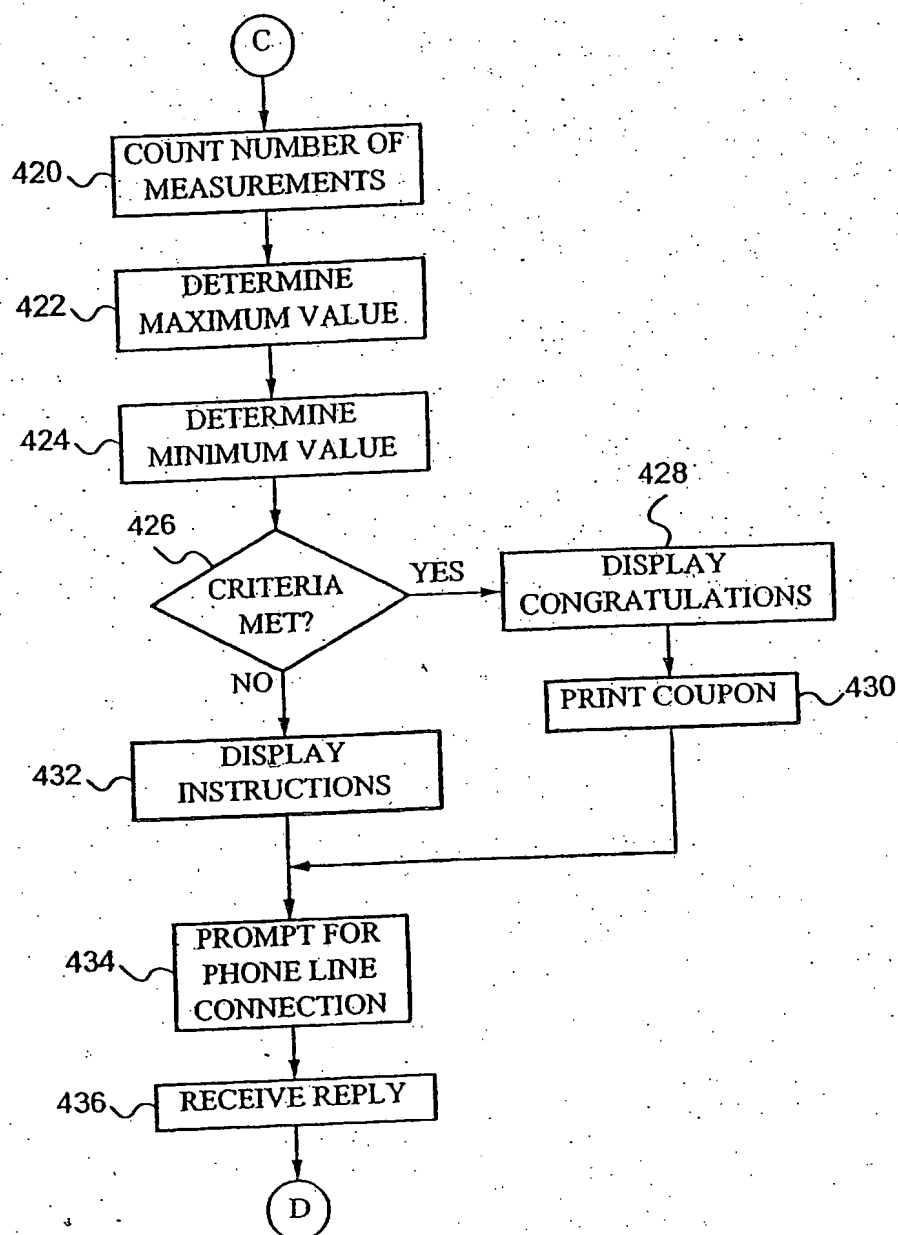 C
420
COUNT NUMBER OF
MEASUREMENTS
422
DETERMINE
MAXIMUM VALUE
424
DETERMINE
MINIMUM VALUE
426
CRITERIA
MET?
YES
428
DISPLAY
CONGRATULATIONS
PRINT COUPON
430
NO
432
DISPLAY
INSTRUCTIONS
434
PROMPT FOR
PHONE LINE
CONNECTION
436
RECEIVE REPLY
D